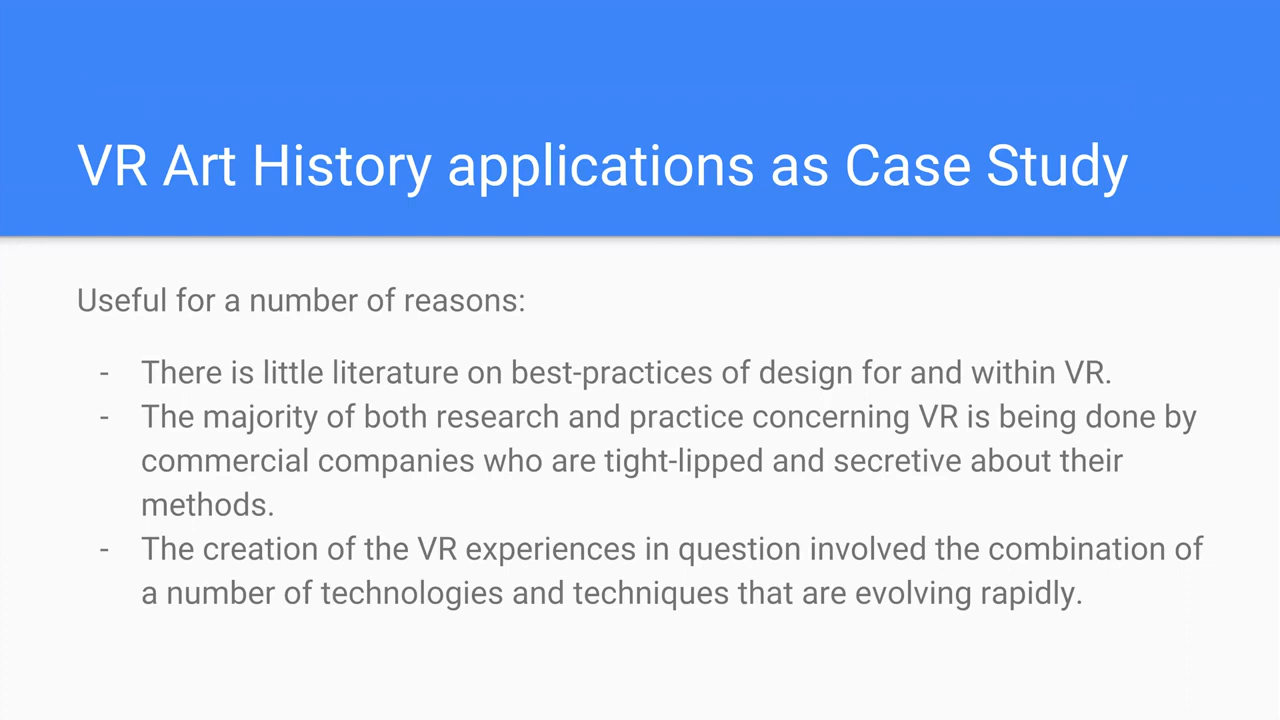 VR Art History applications as Case Study
Useful for a number of reasons:
- There is little literature on best-practices of design for and within VR.
- The majority of both research and practice concerning VR is being done by
commercial companies who are tight-lipped and secretive about their
methods.
- The creation of the VR experiences in question involved the combination of
a number of technologies and techniques that are evolving rapidly.